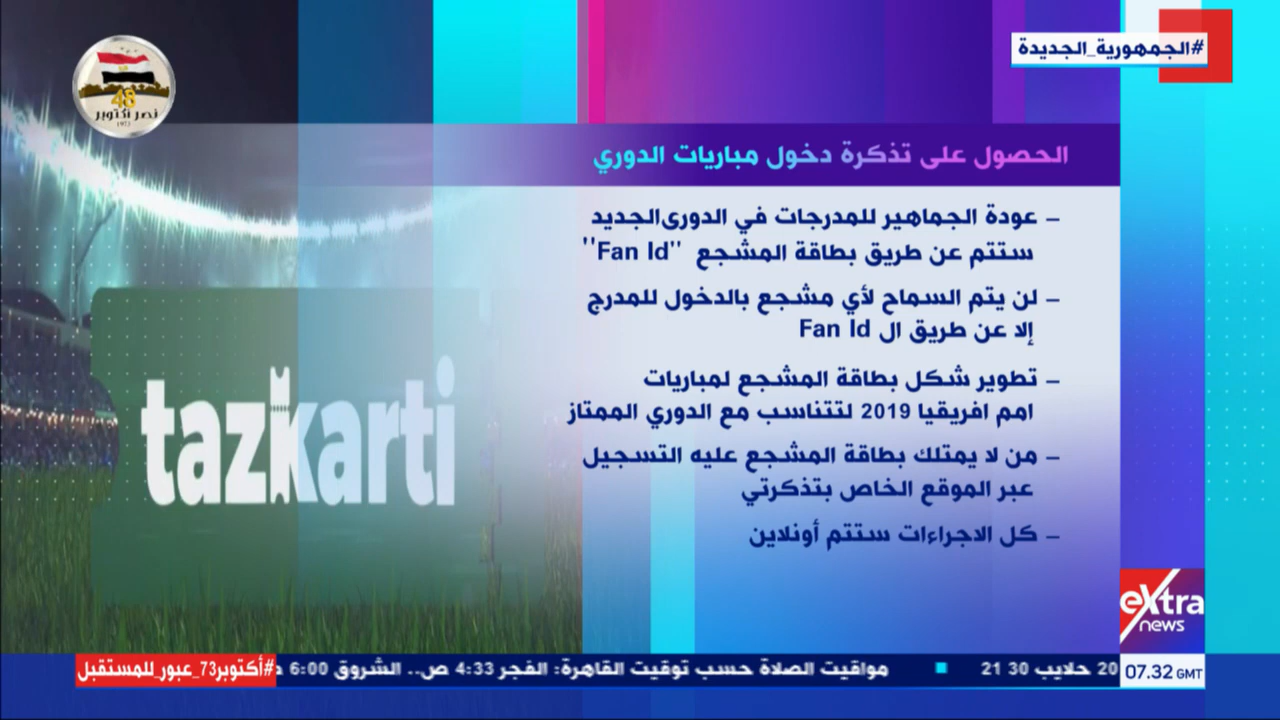 #الجمهورية_الجديدة
48
نصر أكتوبر
1973
الحصول على تذكرة دخول مباريات الدوري
– عودة الجماهير للمدرجات في الدورى الجديد
ستتم عن طريق بطاقة المشجع "Fan Id"
– لن يتم السماح لأي مشجع بالدخول للمدرج
إلا عن طريق ال Fan Id
– تطوير شكل بطاقة المشجع لمباريات
امم افريقيا 2019 لتتناسب مع الدوري الممتاز
– من لا يمتلك بطاقة المشجع عليه التسجيل
عبر الموقع الخاص بتذكرتي
– كل الاجراءات ستتم أونلاين
tazkarti
extra
news
07.32 GMT
20 حلايب 30 21 ■ مواقيت الصلاة حسب توقيت القاهرة: الفجر 4:33 ص.. الشروق 6:00
#أكتوبر73_عبور_للمستقبل